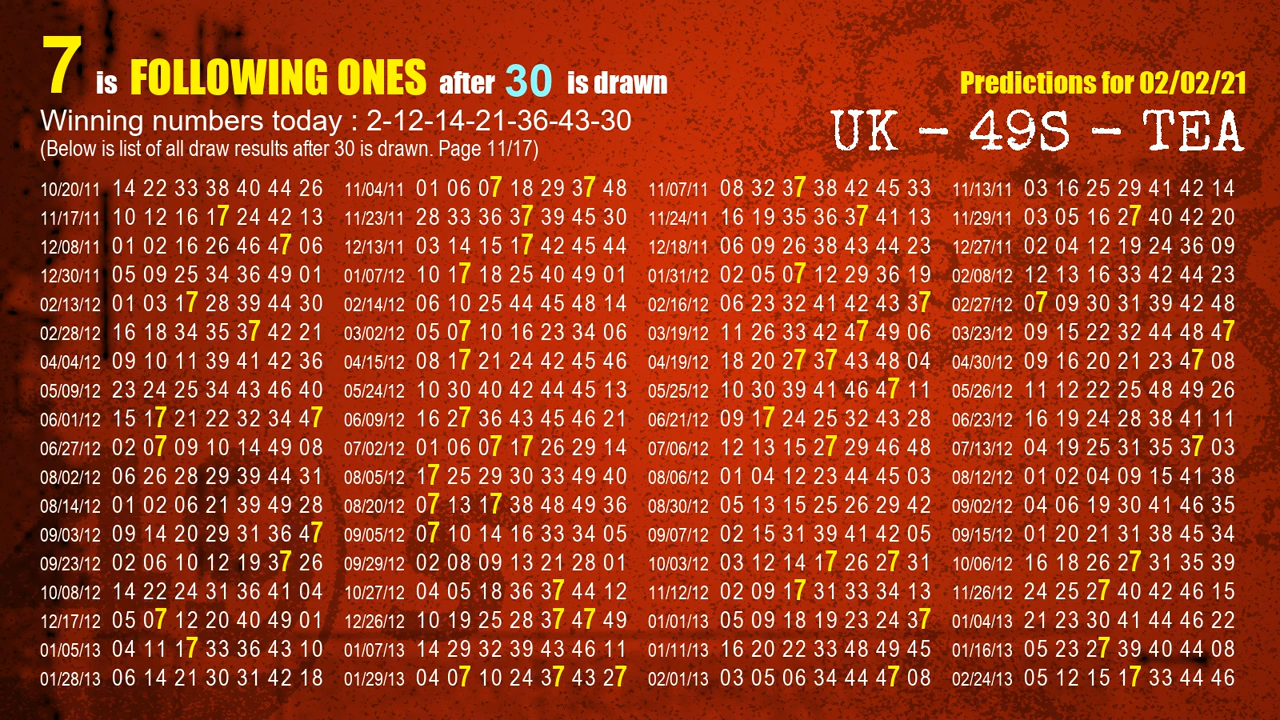 7 is FOLLOWING ONES after 30 is drawn
Predictions for 02/02/21
Winning numbers today : 2-12-14-21-36-43-30
UK - 49S - TEA
(Below is list of all draw results after 30 is drawn. Page 11/17)
10/20/11 14 22 33 38 40 44 26 11/04/11 01 06 07 18 29 37 48 11/07/11 08 32 37 38 42 45 33 11/13/11 03 16 25 29 41 42 14
11/17/11 10 12 16 17 24 42 13 11/23/11 28 33 36 37 39 45 30 11/24/11 16 19 35 36 37 41 13 11/29/11 03 05 16 27 40 42 20
12/08/11 01 02 16 26 46 47 06 12/13/11 03 14 15 17 42 45 44 12/18/11 06 09 26 38 43 44 23 12/27/11 02 04 12 19 24 36 09
12/30/11 05 09 25 34 36 49 01 01/07/12 10 17 18 25 40 49 01 01/31/12 02 05 07 12 29 36 19 02/08/12 12 13 16 33 42 44 23
02/13/12 01 03 17 28 39 44 30 02/14/12 06 10 25 44 45 48 14 02/16/12 06 23 32 41 42 43 37 02/27/12 07 09 30 31 39 42 48
02/28/12 16 18 34 35 37 42 21 03/02/12 05 07 10 16 23 34 06 03/19/12 11 26 33 42 47 49 06 03/23/12 09 15 22 32 44 48 47
04/04/12 09 10 11 39 41 42 36 04/15/12 08 17 21 24 42 45 46 04/19/12 18 20 27 37 43 48 04 04/30/12 09 16 20 21 23 47 08
05/09/12 23 24 25 34 43 46 40 05/24/12 10 30 40 42 44 45 13 05/25/12 10 30 39 41 46 47 11 05/26/12 11 12 22 25 48 49 26
06/01/12 15 17 21 22 32 34 47 06/09/12 16 27 36 43 45 46 21 06/21/12 09 17 24 25 32 43 28 06/23/12 16 19 24 28 38 41 11
06/27/12 02 07 09 10 14 49 08 07/02/12 01 06 07 17 26 29 14 07/06/12 12 13 15 27 29 46 48 07/13/12 04 19 25 31 35 37 03
08/02/12 06 26 28 29 39 44 31 08/05/12 17 25 29 30 33 49 40 08/06/12 01 04 12 23 44 45 03 08/12/12 01 02 04 09 15 41 38
08/14/12 01 02 06 21 39 49 28 08/20/12 07 13 17 38 48 49 36 08/30/12 05 13 15 25 26 29 42 09/02/12 04 06 19 30 41 46 35
09/03/12 09 14 20 29 31 36 47 09/05/12 07 10 14 16 33 34 05 09/07/12 02 15 31 39 41 42 05 09/15/12 01 20 21 31 38 45 34
09/23/12 02 06 10 12 19 37 26 09/29/12 02 08 09 13 21 28 01 10/03/12 03 12 14 17 26 27 31 10/06/12 16 18 26 27 31 35 39
10/08/12 14 22 24 31 36 41 04 10/27/12 04 05 18 36 37 44 12 11/12/12 02 09 17 31 33 34 13 11/26/12 24 25 27 40 42 46 15
12/17/12 05 07 12 20 40 49 01 12/26/12 10 19 25 28 37 47 49 01/01/13 05 09 18 19 23 24 37 01/04/13 21 23 30 41 44 46 22
01/05/13 04 11 17 33 36 43 10 01/07/13 14 29 32 39 43 46 11 01/11/13 16 20 22 33 48 49 45 01/16/13 05 23 27 39 40 44 08
01/28/13 06 14 21 30 31 42 18 01/29/13 04 07 10 24 37 43 27 02/01/13 03 05 06 34 44 47 08 02/24/13 05 12 15 17 33 44 46